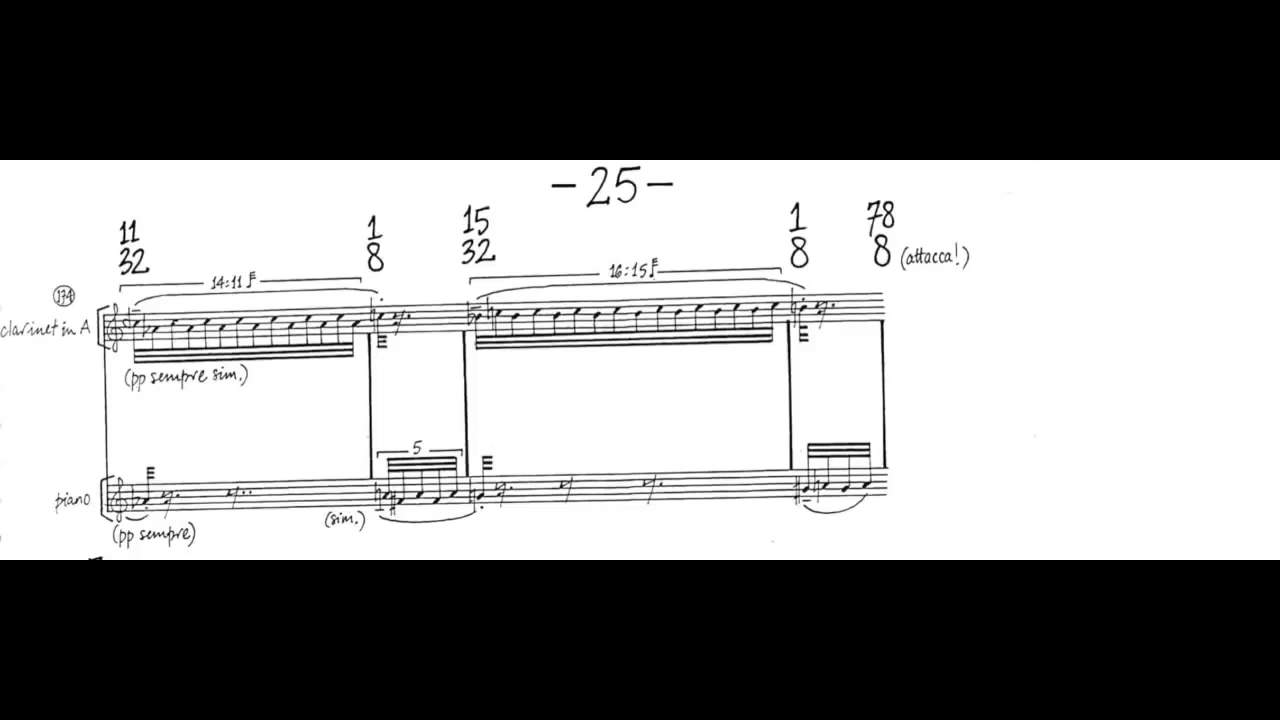 - 25 -
11 1 15 1 78
32 8 32 8 8 (attacca!)
14:11 16:15
174
clarinet in A
(pp sempre sim.)
5
piano
(sim.)
(pp sempre)